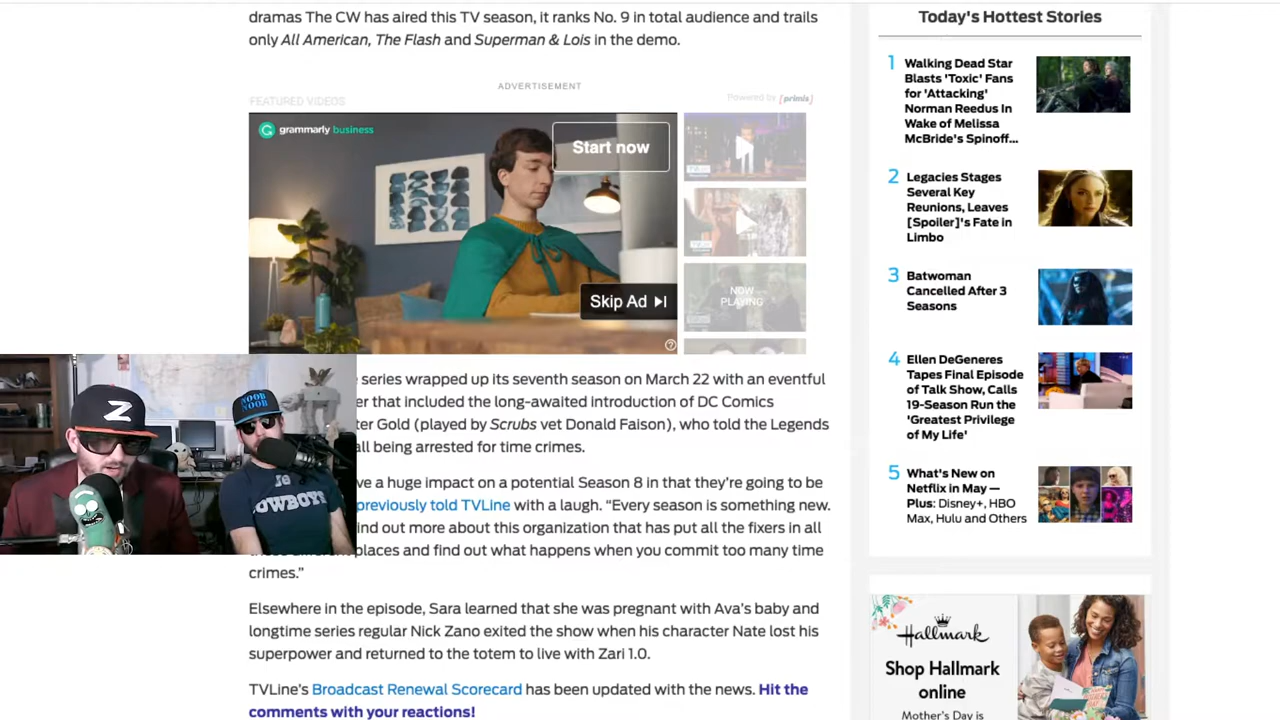 dramas The CW has aired this TV season, it ranks No. 9 in total audience and trails
only All American, The Flash and Superman & Lois in the demo.
ADVERTISEMENT
FEATURED VIDEOS
Powered by [primis]
grammarly business
Start now
Skip Ad
NOW
PLAYING
series wrapped up its seventh season on March 22 with an eventful
er that included the long-awaited introduction of DC Comics
ter Gold (played by Scrubs vet Donald Faison), who told the Legends
all being arrested for time crimes.
ve a huge impact on a potential Season 8 in that they're going to be
previously told TVLine with a laugh. “Every season is something new.
ind out more about this organization that has put all the fixers in all
places and find out what happens when you commit too many time
crimes.”
Elsewhere in the episode, Sara learned that she was pregnant with Ava's baby and
longtime series regular Nick Zano exited the show when his character Nate lost his
superpower and returned to the totem to live with Zari 1.0.
TVLine's Broadcast Renewal Scorecard has been updated with the news. Hit the
comments with your reactions!
Z
NOOB
NOOB
COWBOYS
Today's Hottest Stories
1 Walking Dead Star
Blasts 'Toxic' Fans
for 'Attacking'
Norman Reedus In
Wake of Melissa
McBride's Spinoff...
2 Legacies Stages
Several Key
Reunions, Leaves
[Spoiler]'s Fate in
Limbo
3 Batwoman
Cancelled After 3
Seasons
4 Ellen DeGeneres
Tapes Final Episode
of Talk Show, Calls
19-Season Run the
'Greatest Privilege
of My Life'
5 What's New on
Netflix in May —
Plus: Disney+, HBO
Max, Hulu and Others
Hallmark
Shop Hallmark
online
Mother's Day is